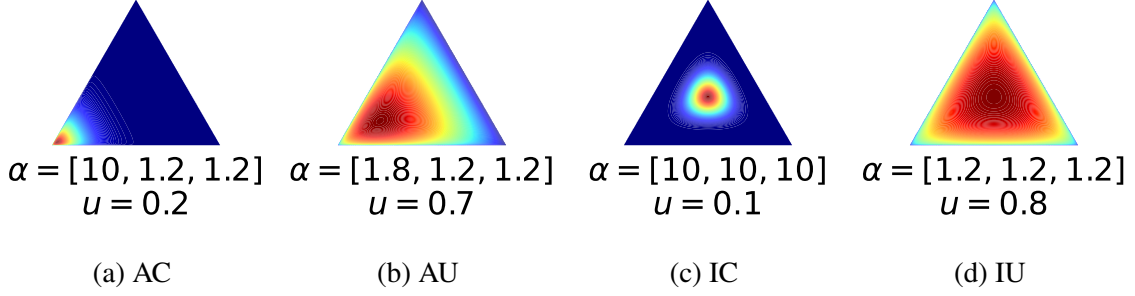 α = [10, 1.2, 1.2] α = [1.8, 1.2, 1.2] α = [10, 10, 10] α = [1.2, 1.2, 1.2]
u = 0.2 u = 0.7 u = 0.1 u = 0.8
(a) AC (b) AU (c) IC (d) IU